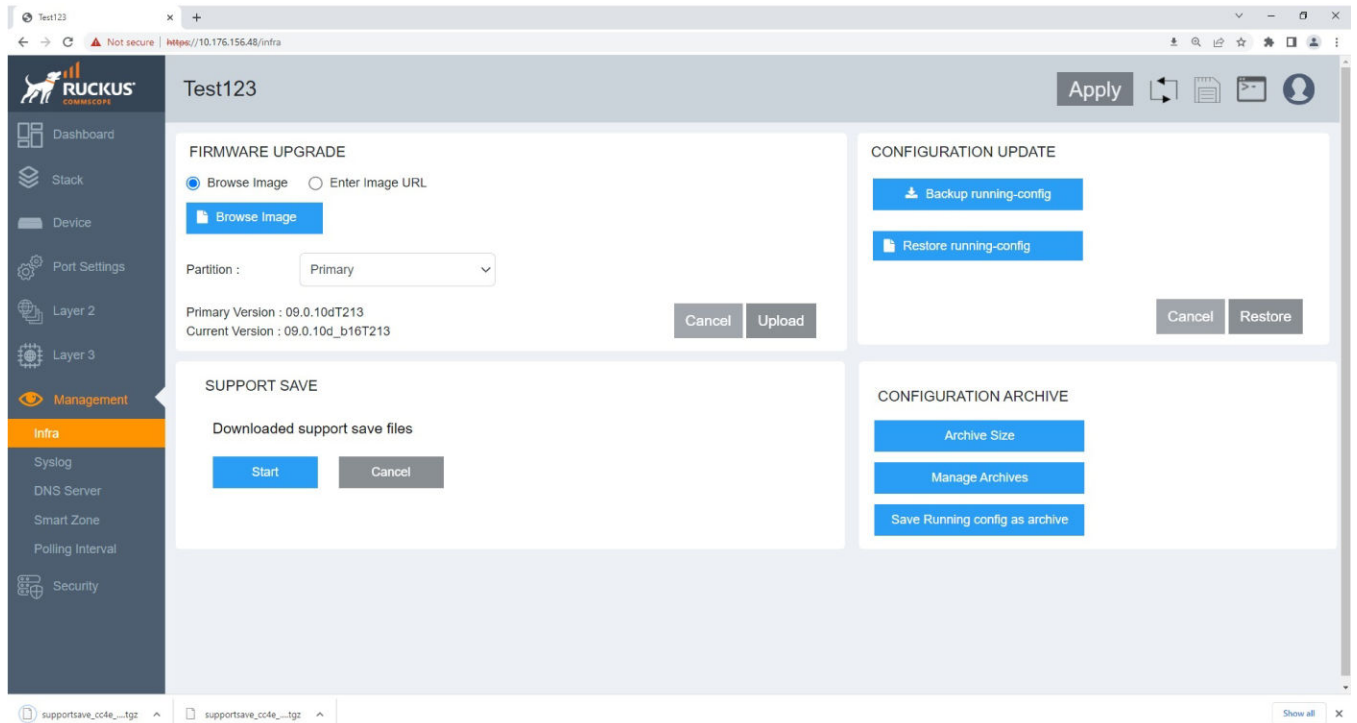 Test123
Not secure | https://10.176.156.48/infra
RUCKUS
COMMSCOPE
Test123
Apply
Dashboard
Stack
Device
Port Settings
Layer 2
Layer 3
Management
Infra
Syslog
DNS Server
Smart Zone
Polling Interval
Security
FIRMWARE UPGRADE
Browse Image Enter Image URL
Browse Image
Partition : Primary
Primary Version : 09.0.10dT213
Current Version : 09.0.10d_b16T213
Cancel Upload
CONFIGURATION UPDATE
Backup running-config
Restore running-config
Cancel Restore
SUPPORT SAVE
Downloaded support save files
Start Cancel
CONFIGURATION ARCHIVE
Archive Size
Manage Archives
Save Running config as archive
supportsave_cc4e_....tgz supportsave_cc4e_....tgz Show all